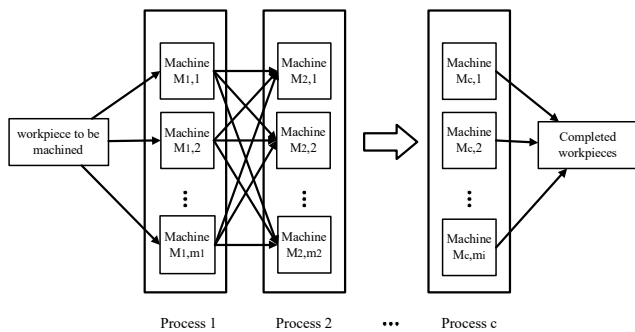 workpiece to be
machined
Machine
M1,1
Machine
M1,2
...
Machine
M1,m1
Process 1
Machine
M2,1
Machine
M2,2
...
Machine
M2,m2
Process 2
...
Machine
Mc,1
Machine
Mc,2
...
Machine
Mc,mi
Process c
Completed
workpieces